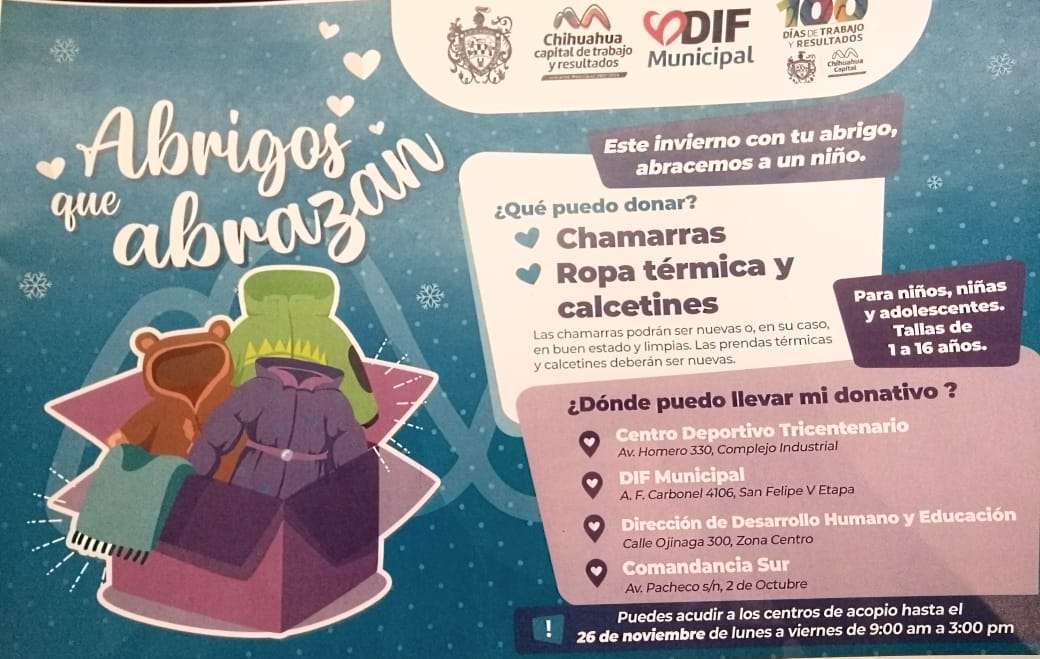 Chihuahua
capital de trabajo
y resultados
DIF
Municipal
100
DÍAS DE TRABAJO
Y RESULTADOS
Chihuahua
Capital
Abrigos
que
abrazan
Este invierno con tu abrigo,
abracemos a un niño.
¿Qué puedo donar?
Chamarras
Ropa térmica y
calcetines
Las chamarras podrán ser nuevas o, en su caso,
en buen estado y limpias. Las prendas térmicas
y calcetines deberán ser nuevas.
Para niños, niñas
y adolescentes.
Tallas de
1 a 16 años.
¿Dónde puedo llevar mi donativo ?
Centro Deportivo Tricentenario
Av. Homero 330, Complejo Industrial
DIF Municipal
A. F. Carbonel 4106, San Felipe V Etapa
Dirección de Desarrollo Humano y Educación
Calle Ojinaga 300, Zona Centro
Comandancia Sur
Av. Pacheco s/n, 2 de Octubre
! Puedes acudir a los centros de acopio hasta el
26 de noviembre de lunes a viernes de 9:00 am a 3:00 pm